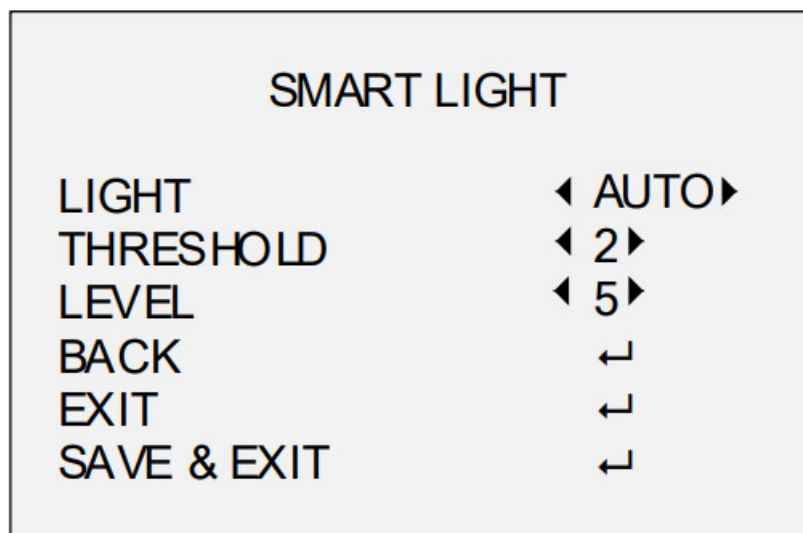 SMART LIGHT
LIGHT AUTO
THRESHOLD 2
LEVEL 5
BACK ↵
EXIT ↵
SAVE & EXIT ↵